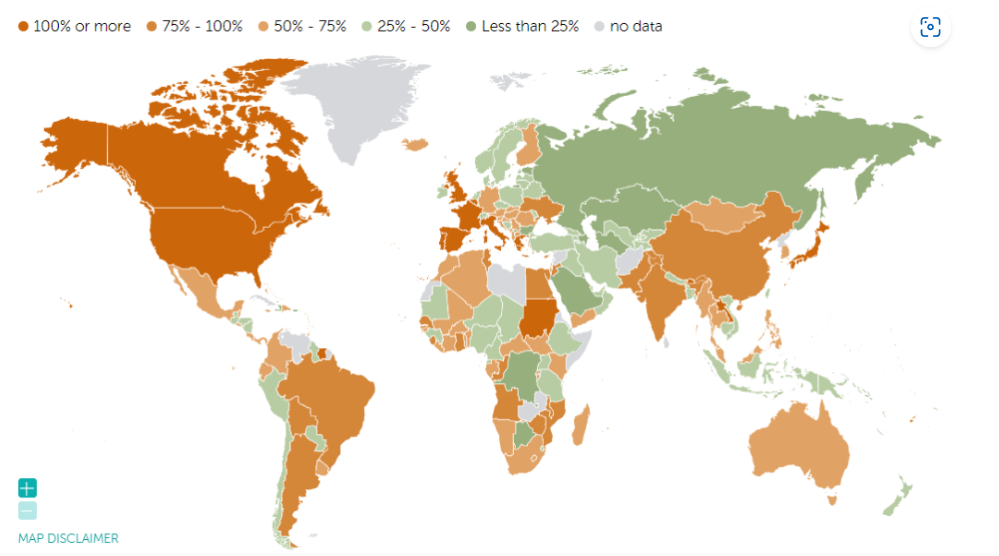 100% or more 75% - 100% 50% - 75% 25% - 50% Less than 25% no data
MAP DISCLAIMER